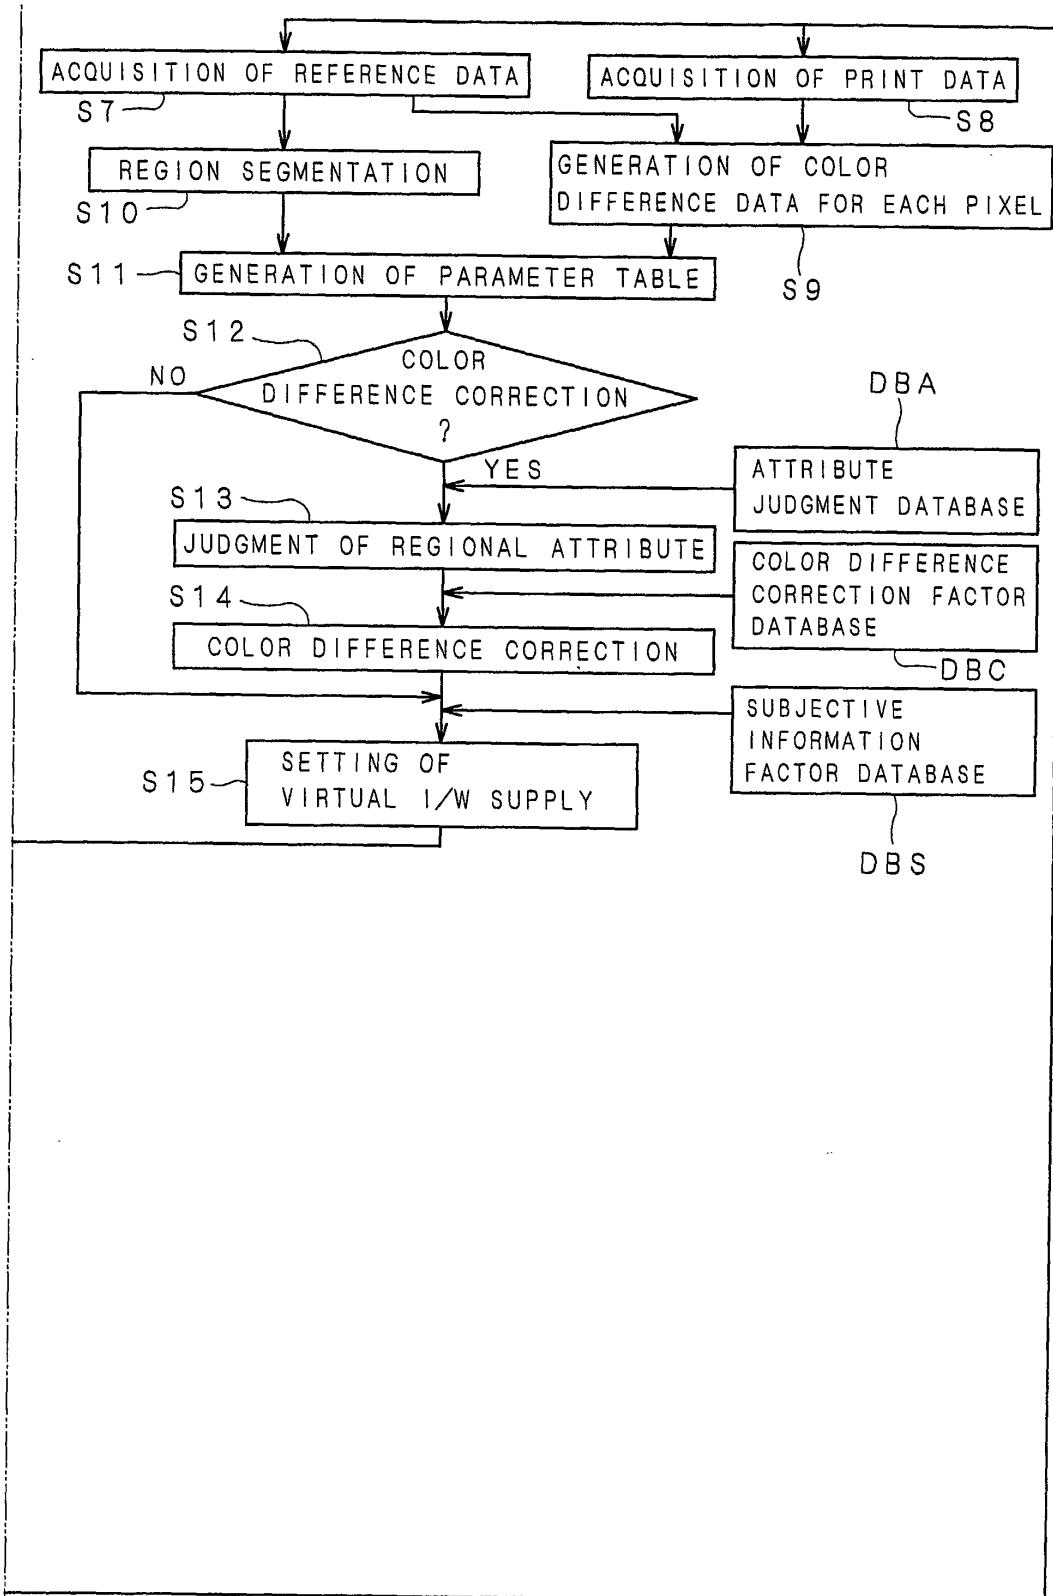 ACQUISITION OF REFERENCE DATA
ACQUISITION OF PRINT DATA
S7
S8
REGION SEGMENTATION
GENERATION OF COLOR
DIFFERENCE DATA FOR EACH PIXEL
S10
S11
GENERATION OF PARAMETER TABLE
S9
S12
COLOR
DIFFERENCE CORRECTION
?
NO
DBA
YES
ATTRIBUTE
JUDGMENT DATABASE
S13
JUDGMENT OF REGIONAL ATTRIBUTE
COLOR DIFFERENCE
CORRECTION FACTOR
DATABASE
S14
COLOR DIFFERENCE CORRECTION
DBC
SUBJECTIVE
INFORMATION
FACTOR DATABASE
S15
SETTING OF
VIRTUAL I/W SUPPLY
DBS